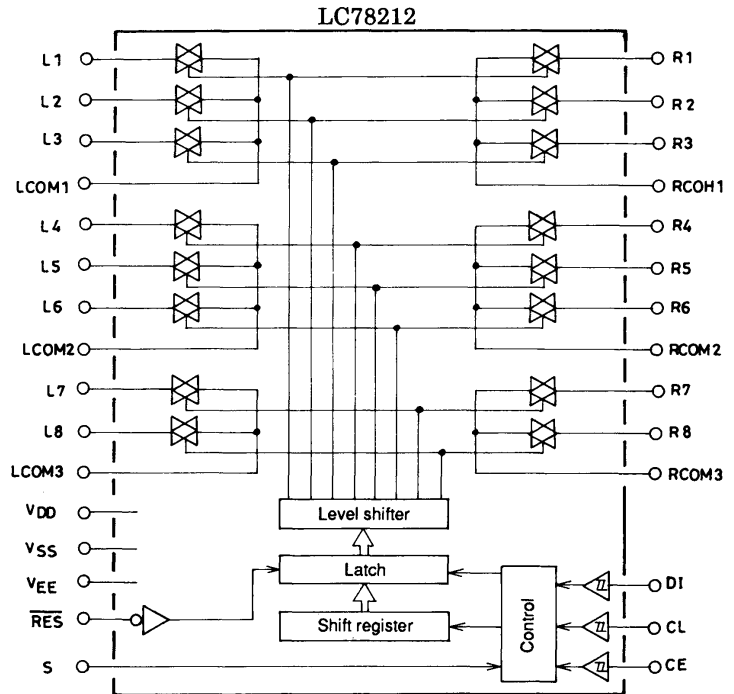 LC78212
L1
R1
L2
R2
L3
R3
LCOM1
RCOH1
L4
R4
L5
R5
L6
R6
LCOM2
RCOM2
L7
R7
L8
R8
LCOM3
RCOM3
VDD
Level shifter
VSS
VEE
Latch
DI
RES
Shift register
Control
CL
S
CE